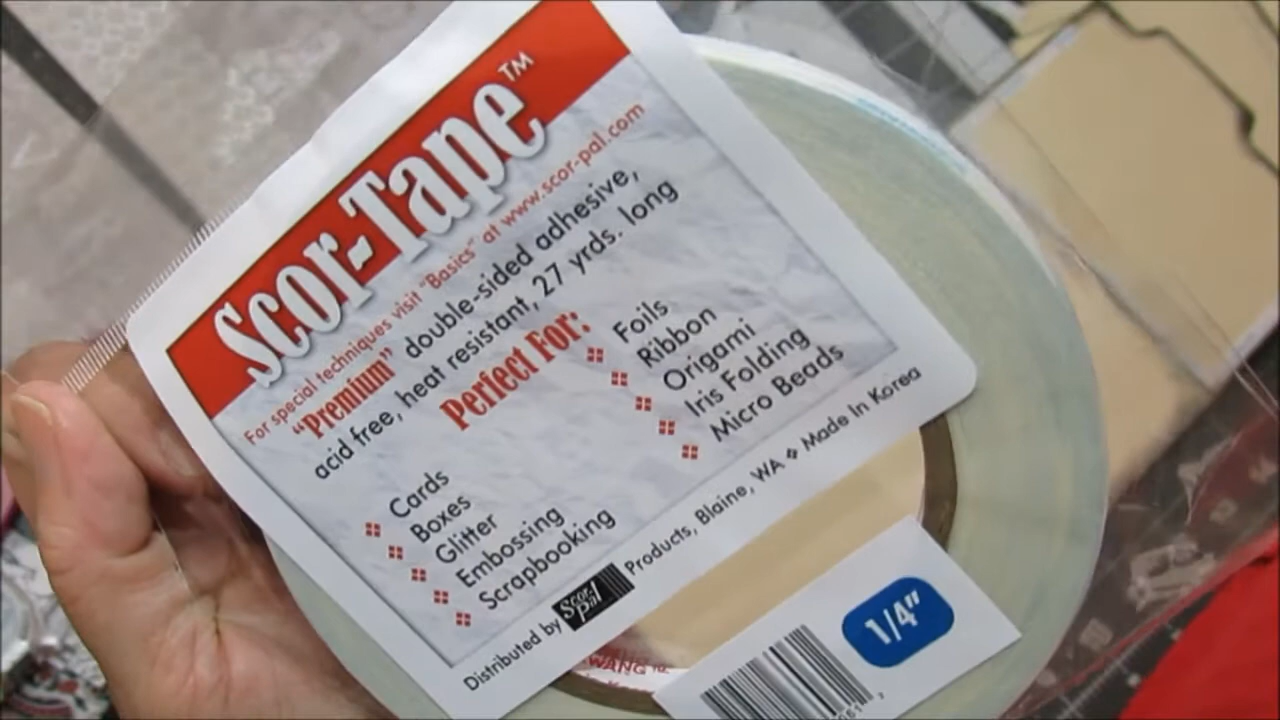 Scor-Tape™
For special techniques visit "Basics" at www.scor-pal.com
"Premium" double-sided adhesive,
acid free, heat resistant, 27 yrds. long
Perfect For:
Cards
Boxes
Glitter
Embossing
Scrapbooking
Foils
Ribbon
Origami
Iris Folding
Micro Beads
Distributed by Scor-Pal Products, Blaine, WA Made In Korea
1/4"